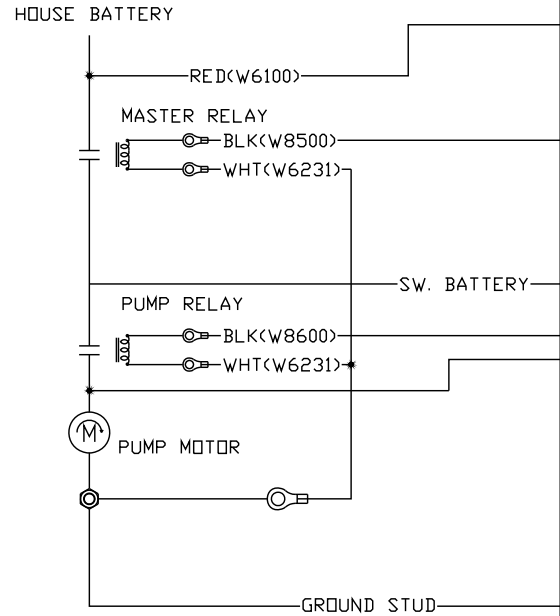 HOUSE BATTERY
RED(W6100)
MASTER RELAY
BLK(W8500)
WHT(W6231)
SW. BATTERY
PUMP RELAY
BLK(W8600)
WHT(W6231)
M
PUMP MOTOR
GROUND STUD